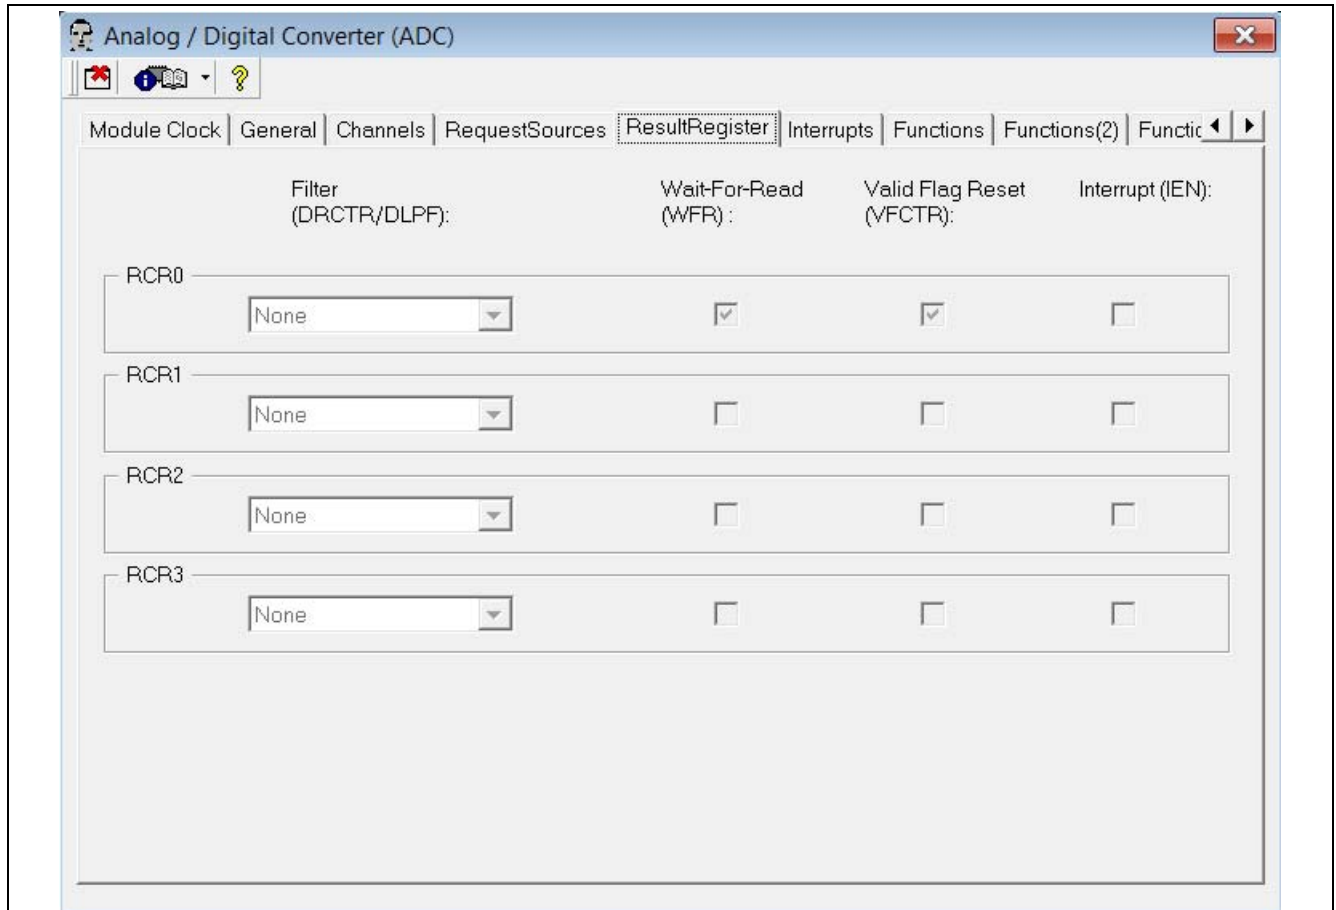 Analog / Digital Converter (ADC)
Module Clock General Channels RequestSources ResultRegister Interrupts Functions Functions(2) Functic
Filter Wait-For-Read Valid Flag Reset Interrupt (IEN):
(DRCTR/DLPF): (WFR) : (VFCTR):
RCR0
None
RCR1
None
RCR2
None
RCR3
None